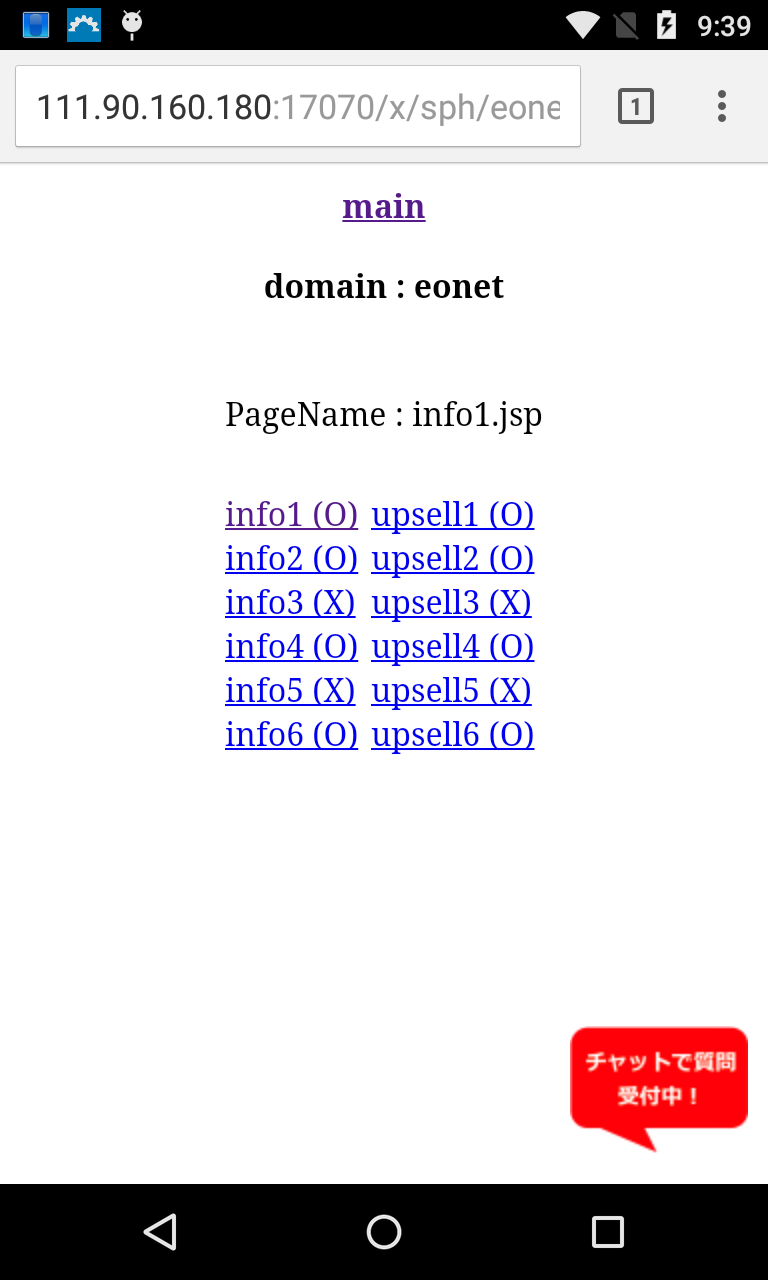 9:39
111.90.160.180:17070/x/sph/eone
1
main
domain : eonet
PageName : info1.jsp
info1 (O) upsell1 (O)
info2 (O) upsell2 (O)
info3 (X) upsell3 (X)
info4 (O) upsell4 (O)
info5 (X) upsell5 (X)
info6 (O) upsell6 (O)
チャットで質問
受付中！